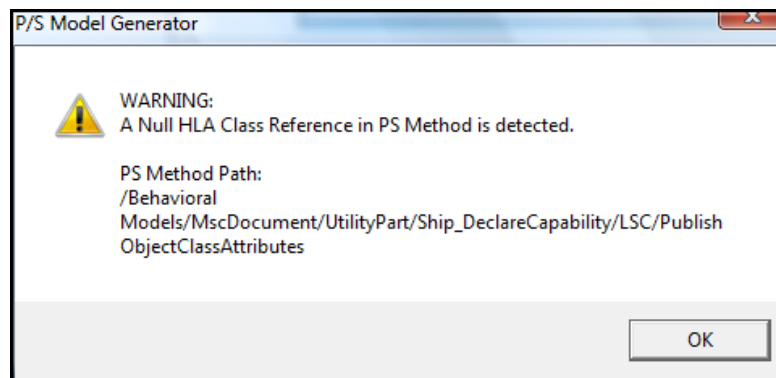 P/S Model Generator
WARNING:
A Null HLA Class Reference in PS Method is detected.
PS Method Path:
/Behavioral
Models/MscDocument/UtilityPart/Ship_DeclareCapability/LSC/Publish
ObjectClassAttributes
OK